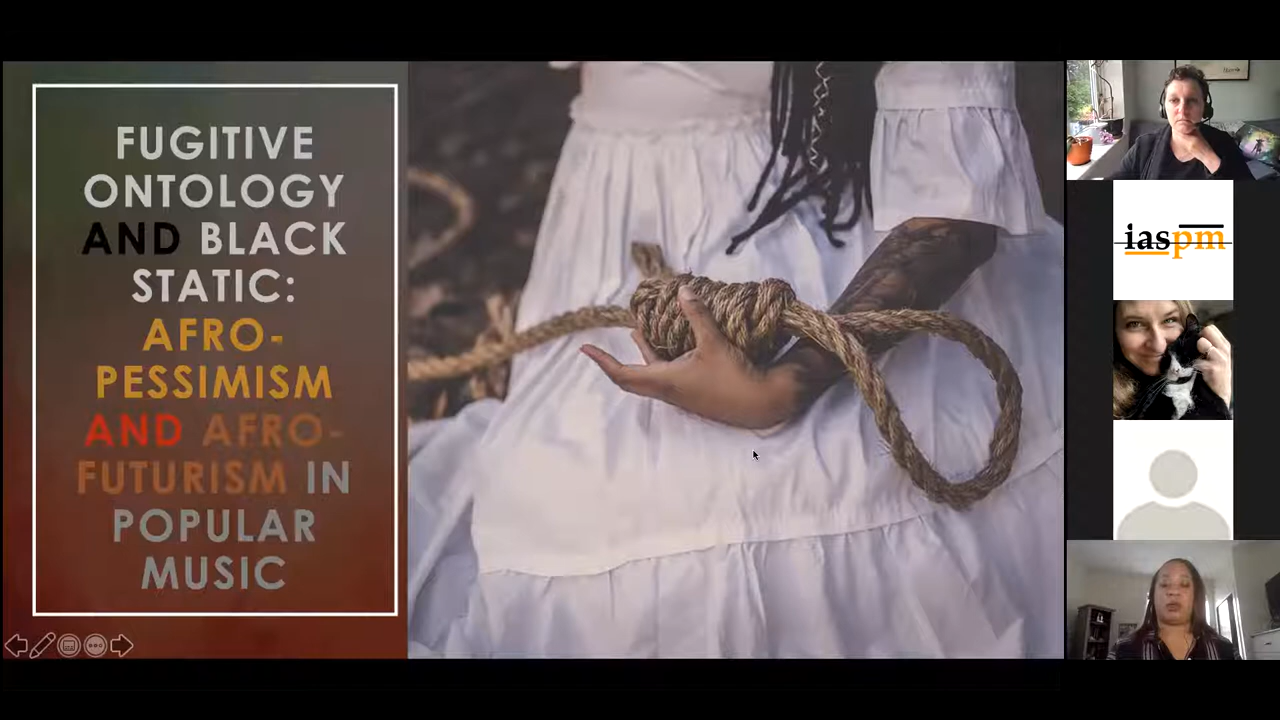 FUGITIVE
ONTOLOGY
AND BLACK
STATIC:
AFRO-
PESSIMISM
AND AFRO-
FUTURISM IN
POPULAR
MUSIC
iaspm